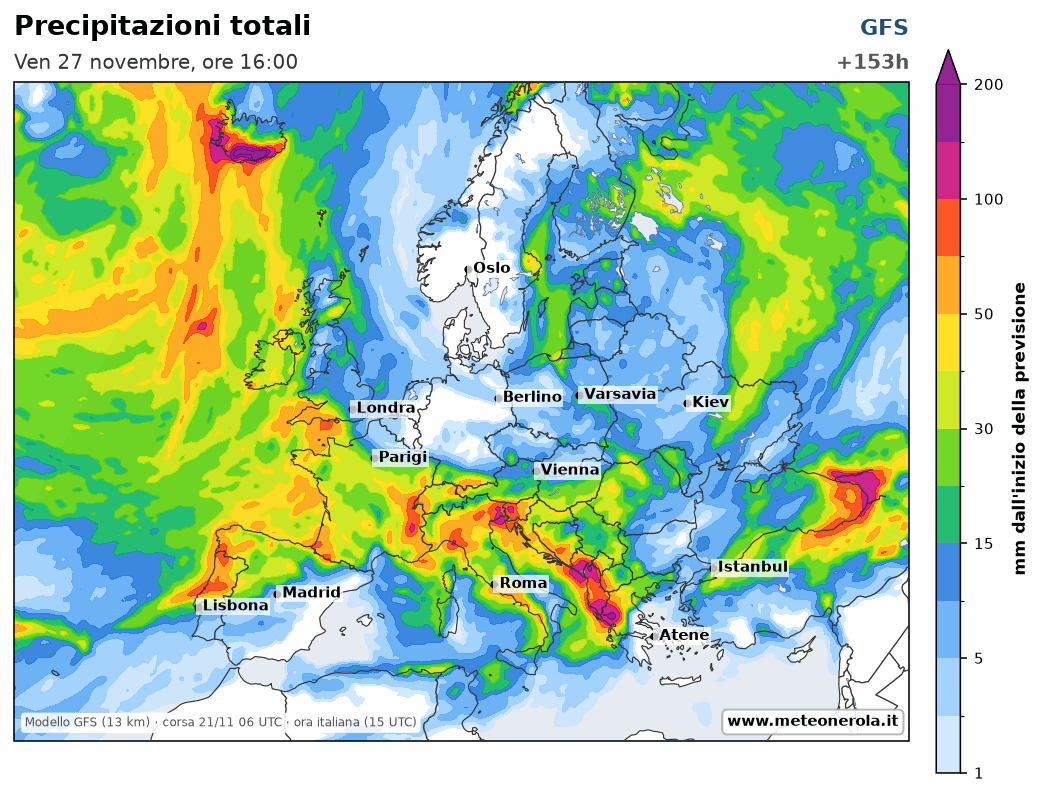 Precipitazioni totali
GFS
Ven 27 novembre, ore 16:00
+153h
200
100
50
30
15
5
1
mm dall'inizio della previsione
Oslo
Berlino
Varsavia
Kiev
Londra
Parigi
Vienna
Istanbul
Roma
Madrid
Lisbona
Atene
Modello GFS (13 km) · corsa 21/11 06 UTC · ora italiana (15 UTC)
www.meteonerola.it